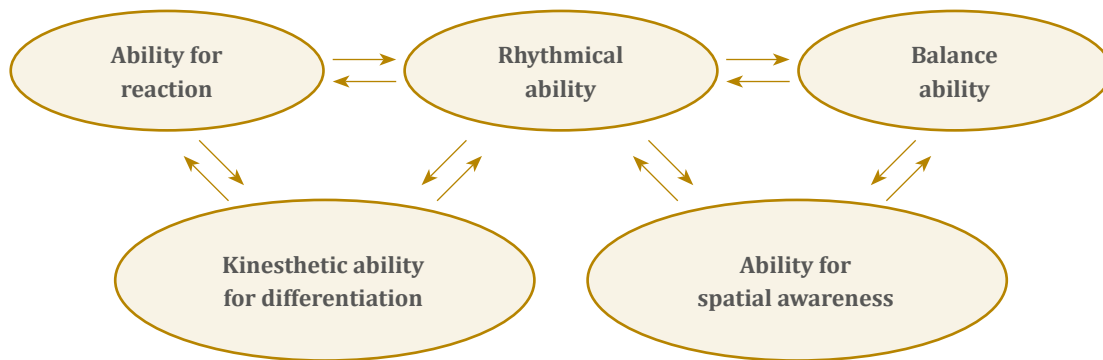 Ability for
reaction
Rhythmical
ability
Balance
ability
Kinesthetic ability
for differentiation
Ability for
spatial awareness